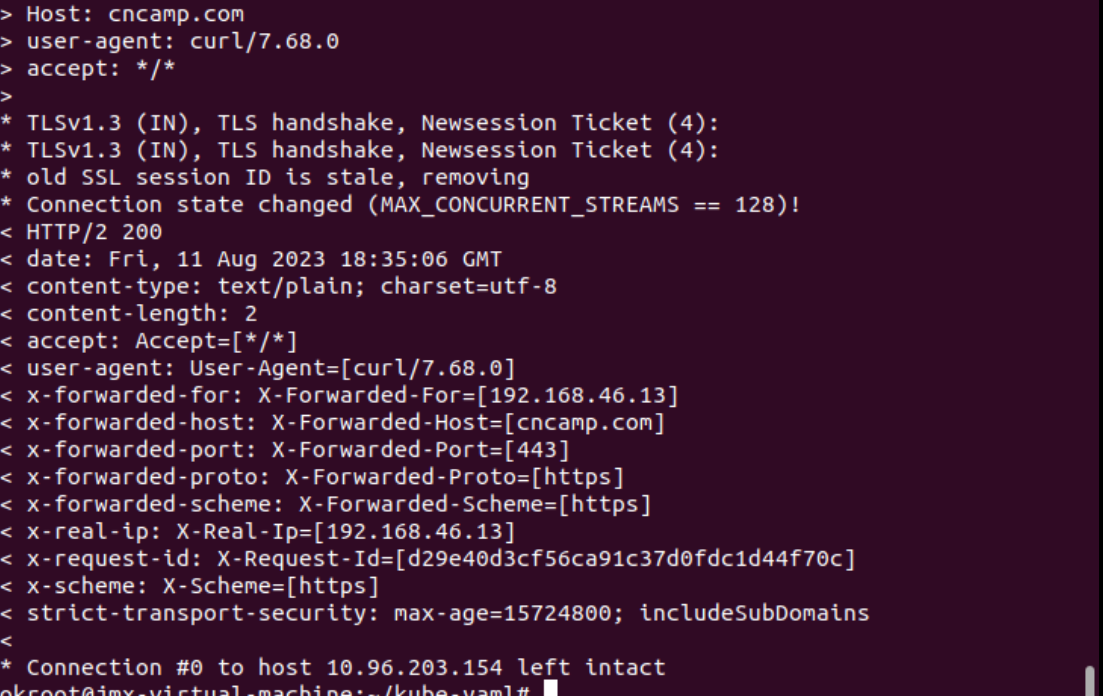 > Host: cncamp.com
> user-agent: curl/7.68.0
> accept: */*
>
* TLSv1.3 (IN), TLS handshake, Newsession Ticket (4):
* TLSv1.3 (IN), TLS handshake, Newsession Ticket (4):
* old SSL session ID is stale, removing
* Connection state changed (MAX_CONCURRENT_STREAMS == 128)!
< HTTP/2 200
< date: Fri, 11 Aug 2023 18:35:06 GMT
< content-type: text/plain; charset=utf-8
< content-length: 2
< accept: Accept=[*/*]
< user-agent: User-Agent=[curl/7.68.0]
< x-forwarded-for: X-Forwarded-For=[192.168.46.13]
< x-forwarded-host: X-Forwarded-Host=[cncamp.com]
< x-forwarded-port: X-Forwarded-Port=[443]
< x-forwarded-proto: X-Forwarded-Proto=[https]
< x-forwarded-scheme: X-Forwarded-Scheme=[https]
< x-real-ip: X-Real-Ip=[192.168.46.13]
< x-request-id: X-Request-Id=[d29e40d3cf56ca91c37d0fdc1d44f70c]
< x-scheme: X-Scheme=[https]
< strict-transport-security: max-age=15724800; includeSubDomains
<
* Connection #0 to host 10.96.203.154 left intact
okroot@jmx-virtual-machine:~/kube-yaml#